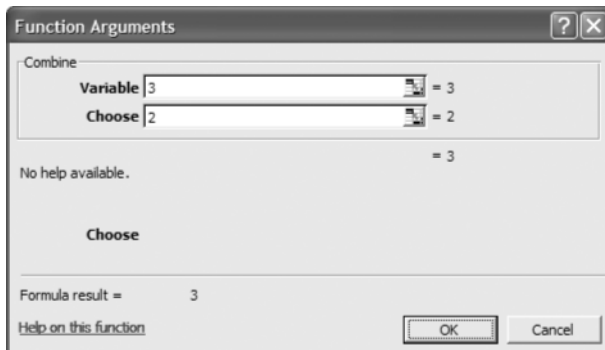 Function Arguments
Combine
Variable 3 = 3
Choose 2 = 2
= 3
No help available.
Choose
Formula result = 3
Help on this function OK Cancel